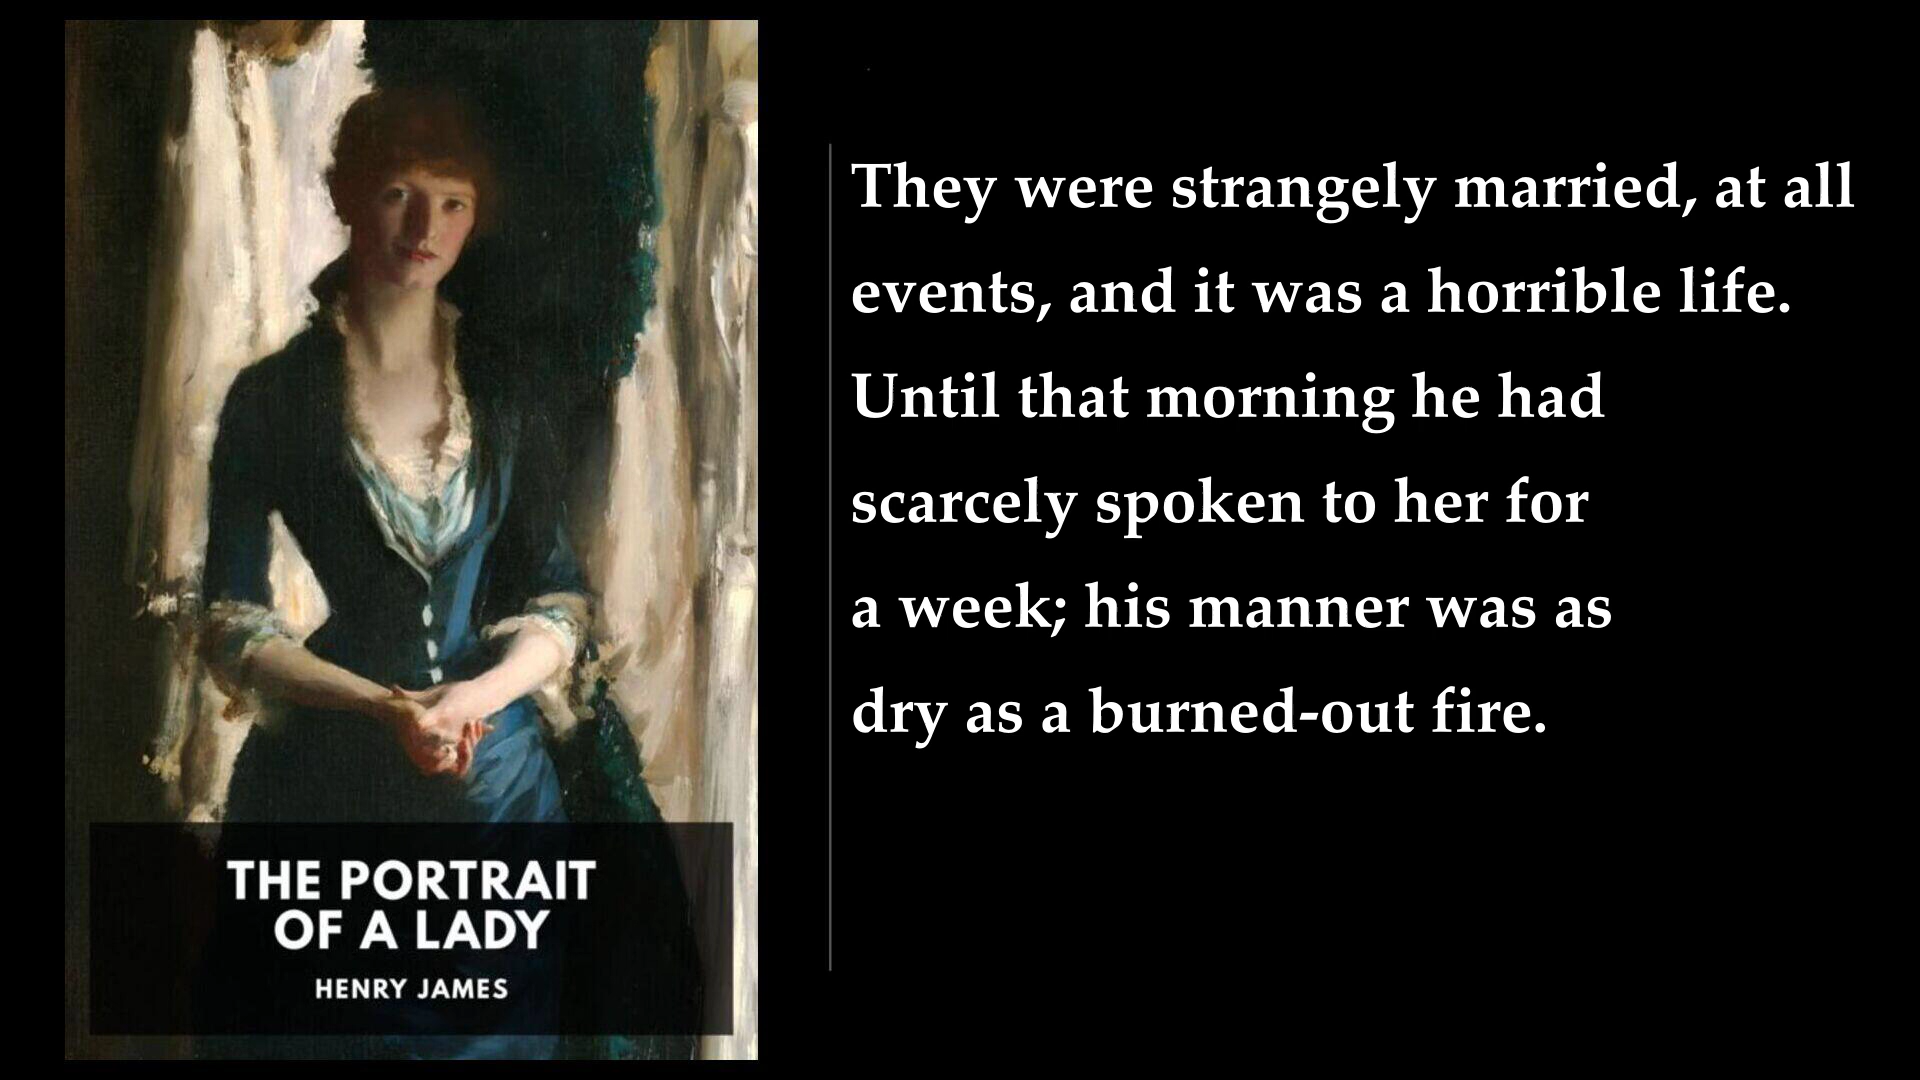 They were strangely married, at all
events, and it was a horrible life.
Until that morning he had
scarcely spoken to her for
a week; his manner was as
dry as a burned-out fire.
THE PORTRAIT
OF A LADY
HENRY JAMES